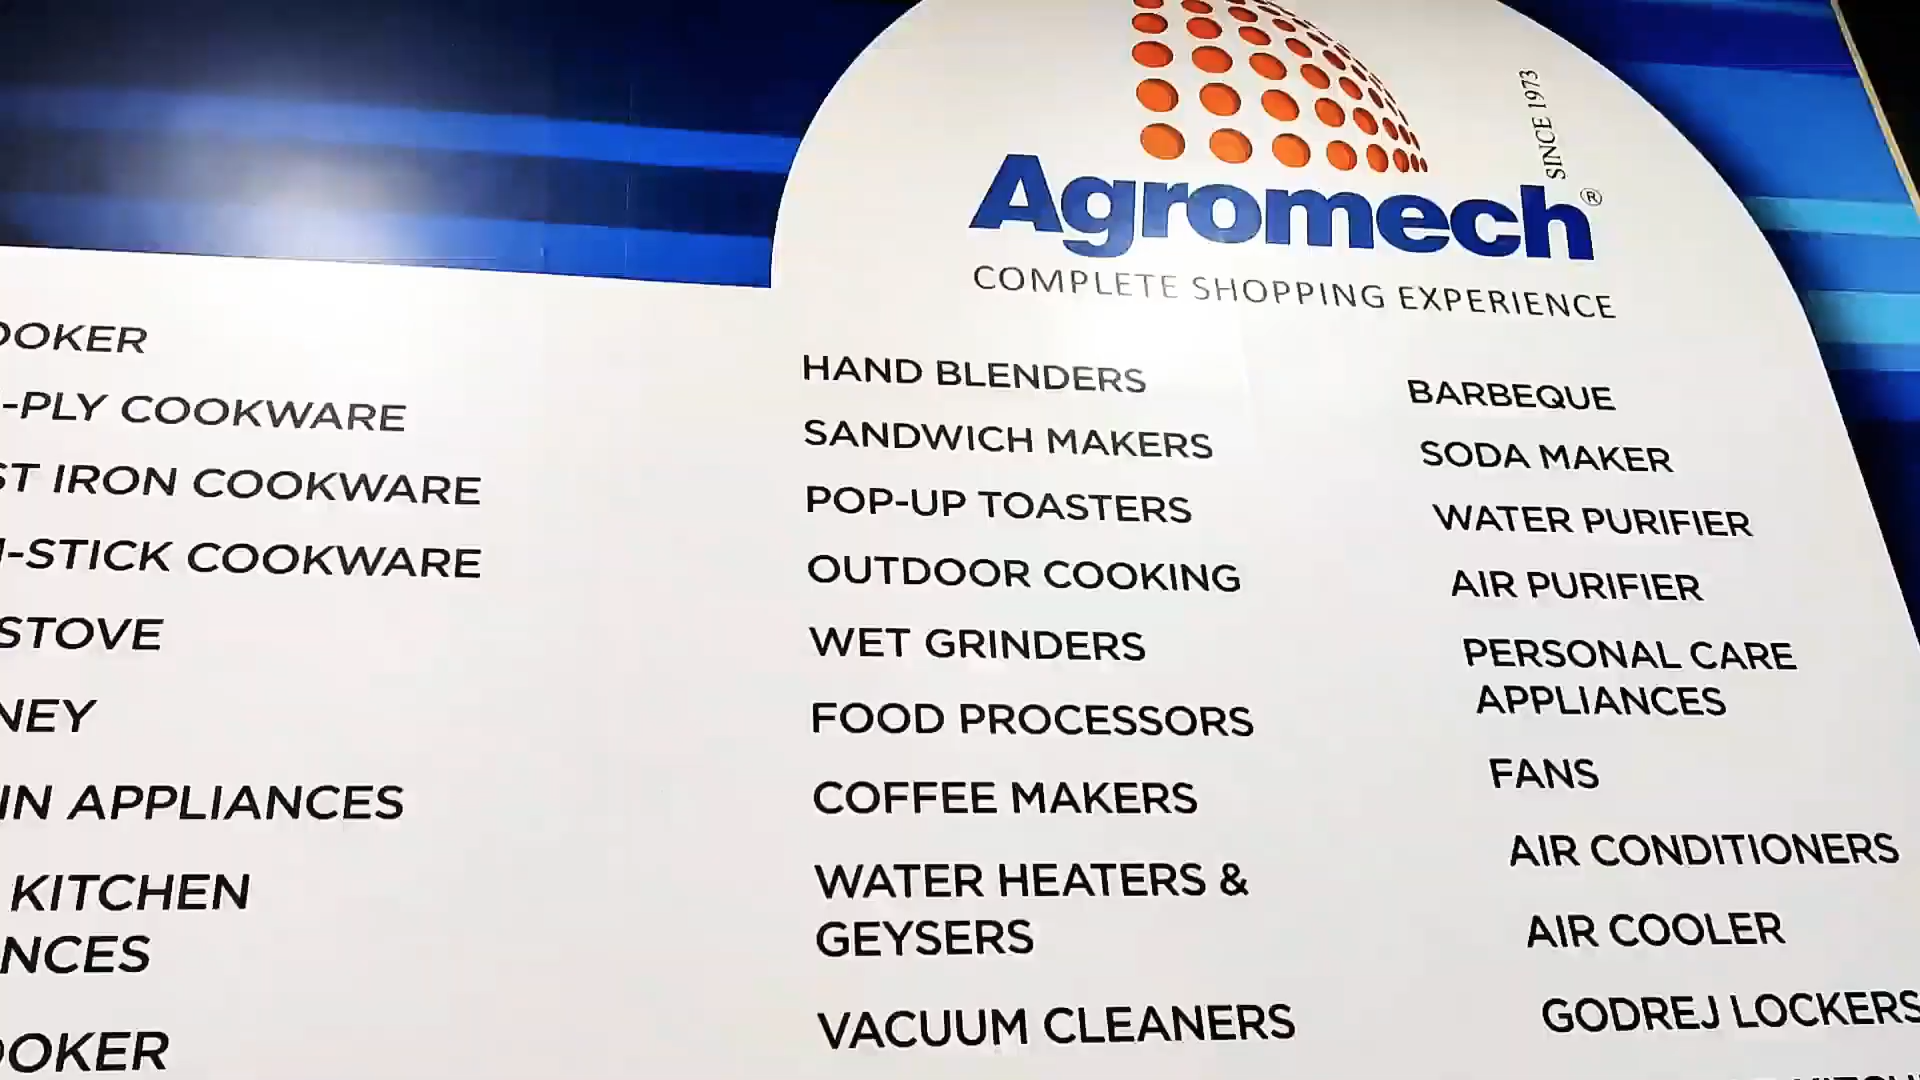 SINCE 1973
Agromech®
COMPLETE SHOPPING EXPERIENCE
OOKER
-PLY COOKWARE
ST IRON COOKWARE
-STICK COOKWARE
STOVE
NEY
IN APPLIANCES
KITCHEN
NCES
OOKER
HAND BLENDERS
SANDWICH MAKERS
POP-UP TOASTERS
OUTDOOR COOKING
WET GRINDERS
FOOD PROCESSORS
COFFEE MAKERS
WATER HEATERS &
GEYSERS
VACUUM CLEANERS
BARBEQUE
SODA MAKER
WATER PURIFIER
AIR PURIFIER
PERSONAL CARE
APPLIANCES
FANS
AIR CONDITIONERS
AIR COOLER
GODREJ LOCKERS